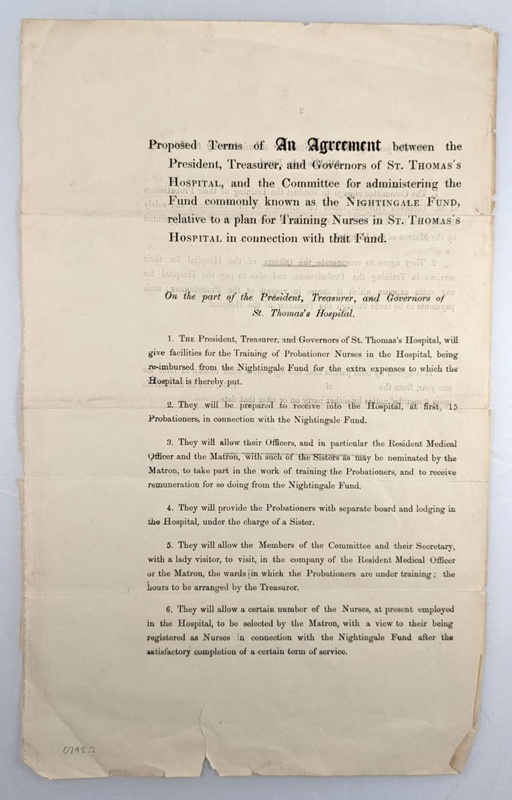 Proposed Terms of An Agreement between the
President, Treasurer, and Governors of St. Thomas's
Hospital, and the Committee for administering the
Fund commonly known as the Nightingale Fund,
relative to a plan for Training Nurses in St. Thomas's
Hospital in connection with that Fund.
On the part of the President, Treasurer, and Governors of
St. Thomas's Hospital.
1. The President, Treasurer, and Governors of St. Thomas's Hospital, will
give facilities for the Training of Probationer Nurses in the Hospital, being
re-imbursed from the Nightingale Fund for the extra expenses to which the
Hospital is thereby put.
2. They will be prepared to receive into the Hospital, at first, 15
Probationers, in connection with the Nightingale Fund.
3. They will allow their Officers, and in particular the Resident Medical
Officer and the Matron, with such of the Sisters as may be nominated by the
Matron, to take part in the work of training the Probationers, and to receive
remuneration for so doing from the Nightingale Fund.
4. They will provide the Probationers with separate board and lodging in
the Hospital, under the charge of a Sister.
5. They will allow the Members of the Committee and their Secretary,
with a lady visitor, to visit, in the company of the Resident Medical Officer
or the Matron, the wards in which the Probationers are under training; the
hours to be arranged by the Treasurer.
6. They will allow a certain number of the Nurses, at present employed
in the Hospital, to be selected by the Matron, with a view to their being
registered as Nurses in connection with the Nightingale Fund after the
satisfactory completion of a certain term of service.
0792.2